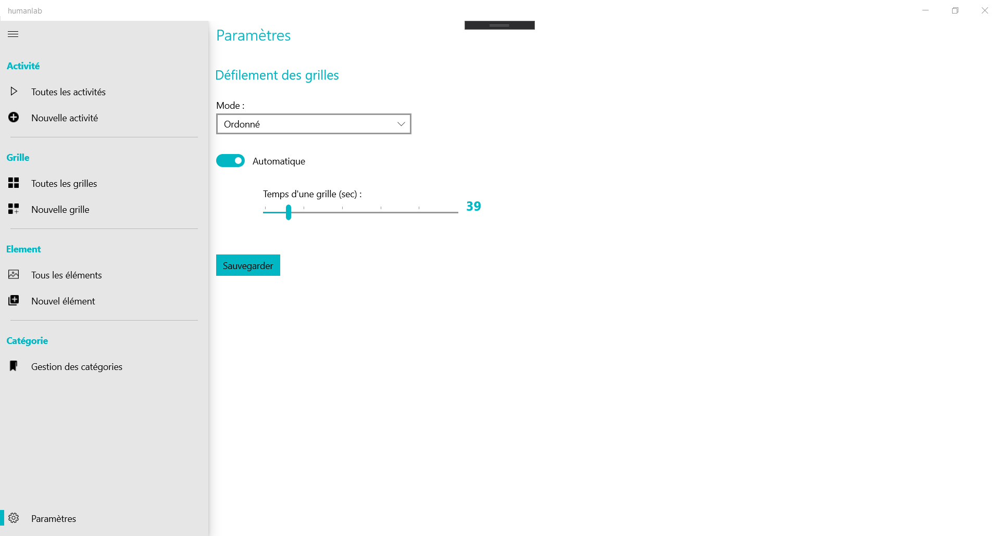 humanlab
Activité
Toutes les activités
Nouvelle activité
Grille
Toutes les grilles
Nouvelle grille
Element
Tous les éléments
Nouvel élément
Catégorie
Gestion des catégories
Paramètres
Paramètres
Défilement des grilles
Mode :
Ordonné
Automatique
Temps d'une grille (sec) :
39
Sauvegarder